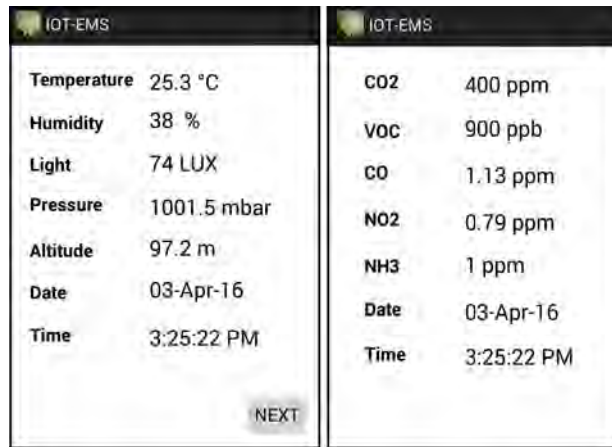 IOT-EMS
Temperature 25.3 °C
Humidity 38 %
Light 74 LUX
Pressure 1001.5 mbar
Altitude 97.2 m
Date 03-Apr-16
Time 3:25:22 PM
NEXT
IOT-EMS
CO2 400 ppm
VOC 900 ppb
CO 1.13 ppm
NO2 0.79 ppm
NH3 1 ppm
Date 03-Apr-16
Time 3:25:22 PM